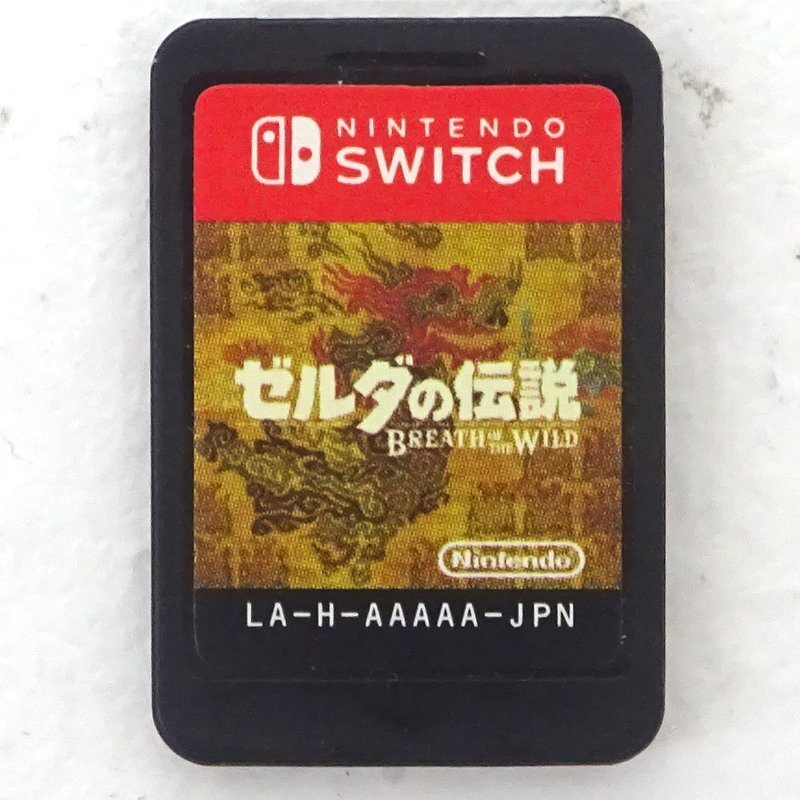 NINTENDO
SWITCH
ゼルダの伝説
BREATH OF THE WILD
Nintendo
LA-H-AAAAA-JPN